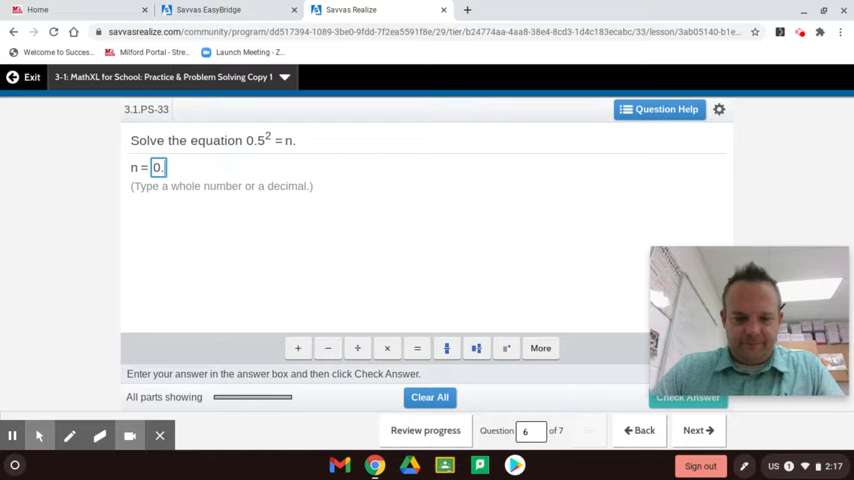 Home
Savvas EasyBridge
Savvas Realize
savvasrealize.com/community/program/dd517394-1089-3be0-9fdd-7f2ea5591f8e/29/tier/b24774aa-4aa8-38e4-8cd3-1d4c183ecabc/33/lesson/3ab05140-b1e...
Welcome to Succes...
Milford Portal - Stre...
Launch Meeting - Z...
Exit
3-1: MathXL for School: Practice & Problem Solving Copy 1
3.1.PS-33
Question Help
Solve the equation 0.5² = n.
n = 0.
(Type a whole number or a decimal.)
+ − ÷ × = More
Enter your answer in the answer box and then click Check Answer.
All parts showing
Clear All
Check Answer
Review progress
Question 6 of 7
Back
Next
Sign out
US 1 2:17